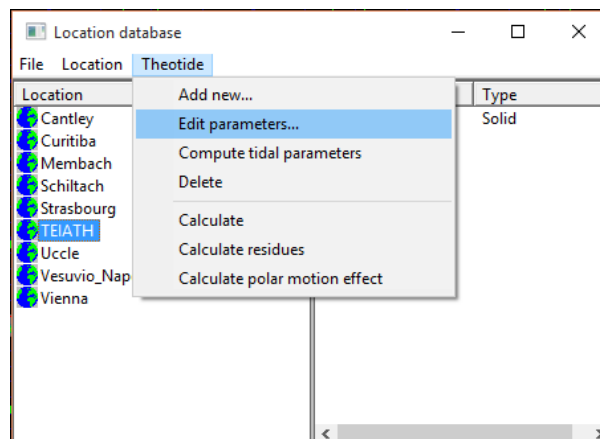 Location database
File Location Theotide
Location Type
Cantley Solid
Curitiba
Membach
Schiltach
Strasbourg
TEIATH
Uccle
Vesuvio_Nap
Vienna
Add new...
Edit parameters...
Compute tidal parameters
Delete
Calculate
Calculate residues
Calculate polar motion effect